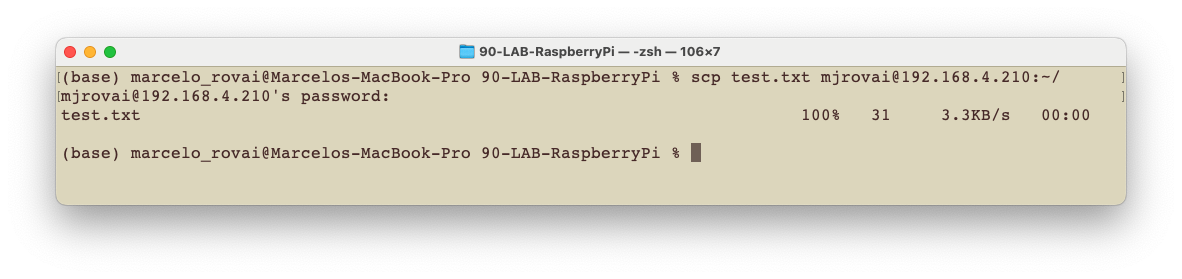 90-LAB-RaspberryPi — -zsh — 106×7
[(base) marcelo_rovai@Marcelos-MacBook-Pro 90-LAB-RaspberryPi % scp test.txt mjrovai@192.168.4.210:~/ ]
[mjrovai@192.168.4.210's password: ]
test.txt 100% 31 3.3KB/s 00:00
(base) marcelo_rovai@Marcelos-MacBook-Pro 90-LAB-RaspberryPi %